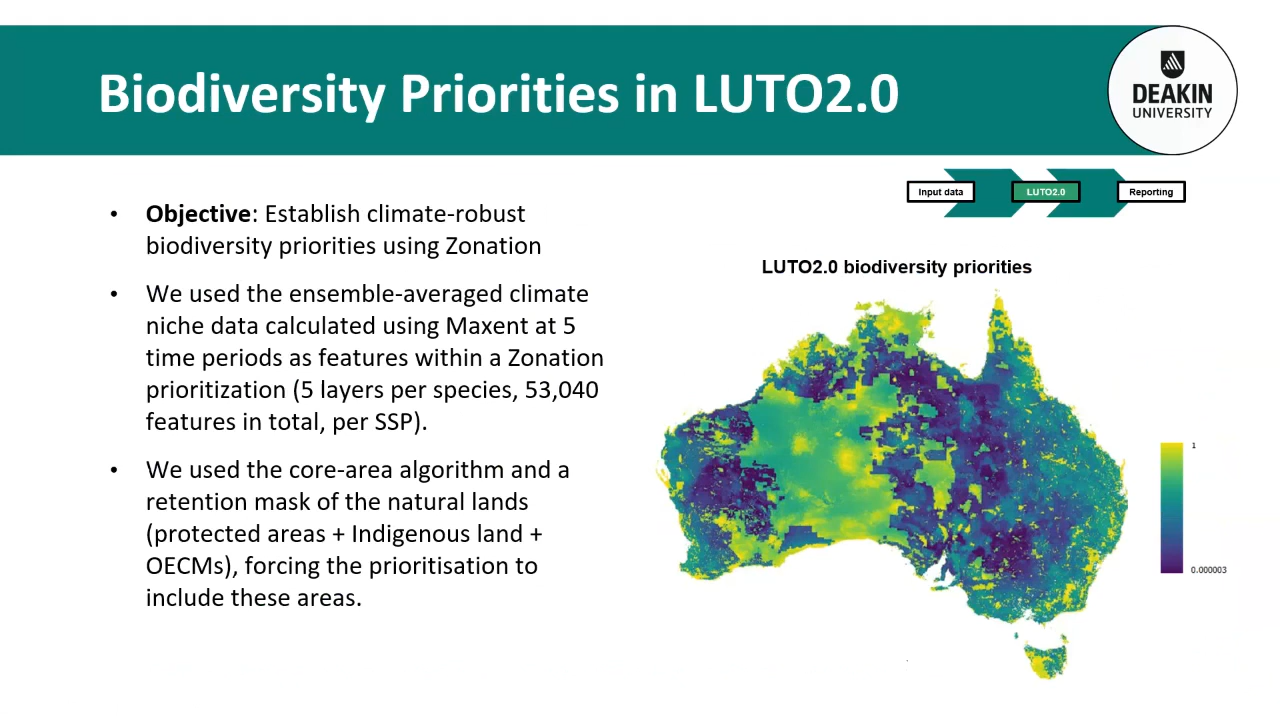 Biodiversity Priorities in LUTO2.0
DEAKIN
UNIVERSITY
Input data
LUTO2.0
Reporting
• Objective: Establish climate-robust
biodiversity priorities using Zonation
• We used the ensemble-averaged climate
niche data calculated using Maxent at 5
time periods as features within a Zonation
prioritization (5 layers per species, 53,040
features in total, per SSP).
• We used the core-area algorithm and a
retention mask of the natural lands
(protected areas + Indigenous land +
OECMs), forcing the prioritisation to
include these areas.
LUTO2.0 biodiversity priorities
1
0.000003